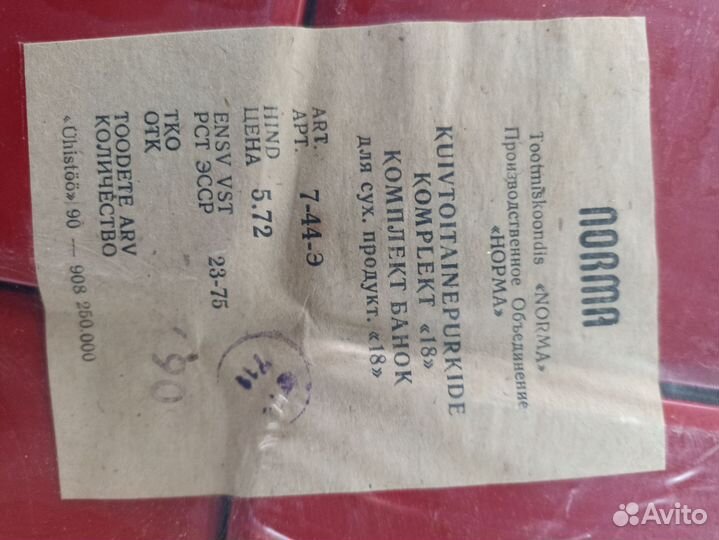 NORMA
Tootmiskoondis «NORMA»
Производственное Объединение
«НОРМА»
KUIVTOITAINEPURKIDE
KOMPLEKT «18»
КОМПЛЕКТ БАНОК
для сух. продукт. «18»
ART.
АРТ. 7-44-Э
HIND
ЦЕНА 5.72
ENSV VST
РСТ ЭССР 23-75
TKO
ОТК
TOODETE ARV
КОЛИЧЕСТВО
«Ühistöö» 90 — 908 250.000
'90
711
Avito